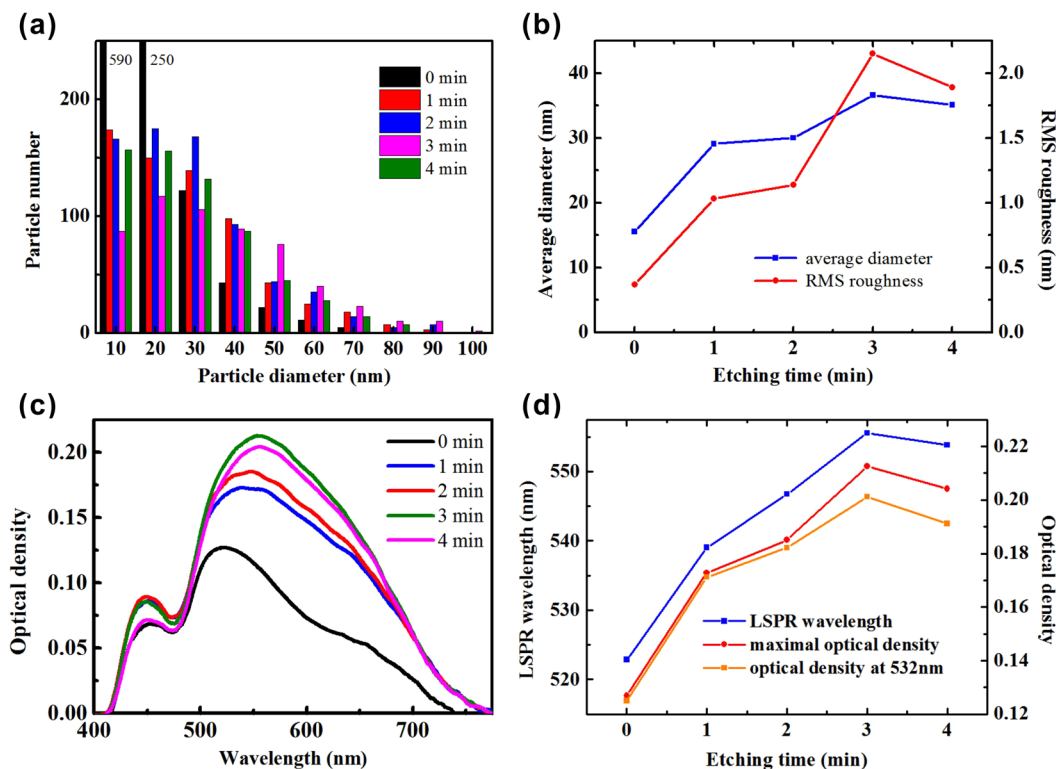 (a)
590
250
0 min
1 min
2 min
3 min
4 min
200
100
0
Particle number
10 20 30 40 50 60 70 80 90 100
Particle diameter (nm)
(b)
40
30
20
10
0
Average diameter (nm)
average diameter
RMS roughness
2.0
1.5
1.0
0.5
0.0
RMS roughness (nm)
0 1 2 3 4
Etching time (min)
(c)
0.20
0.15
0.10
0.05
0.00
Optical density
0 min
1 min
2 min
3 min
4 min
400 500 600 700
Wavelength (nm)
(d)
550
540
530
520
LSPR wavelength (nm)
LSPR wavelength
maximal optical density
optical density at 532nm
0.22
0.20
0.18
0.16
0.14
0.12
Optical density
0 1 2 3 4
Etching time (min)